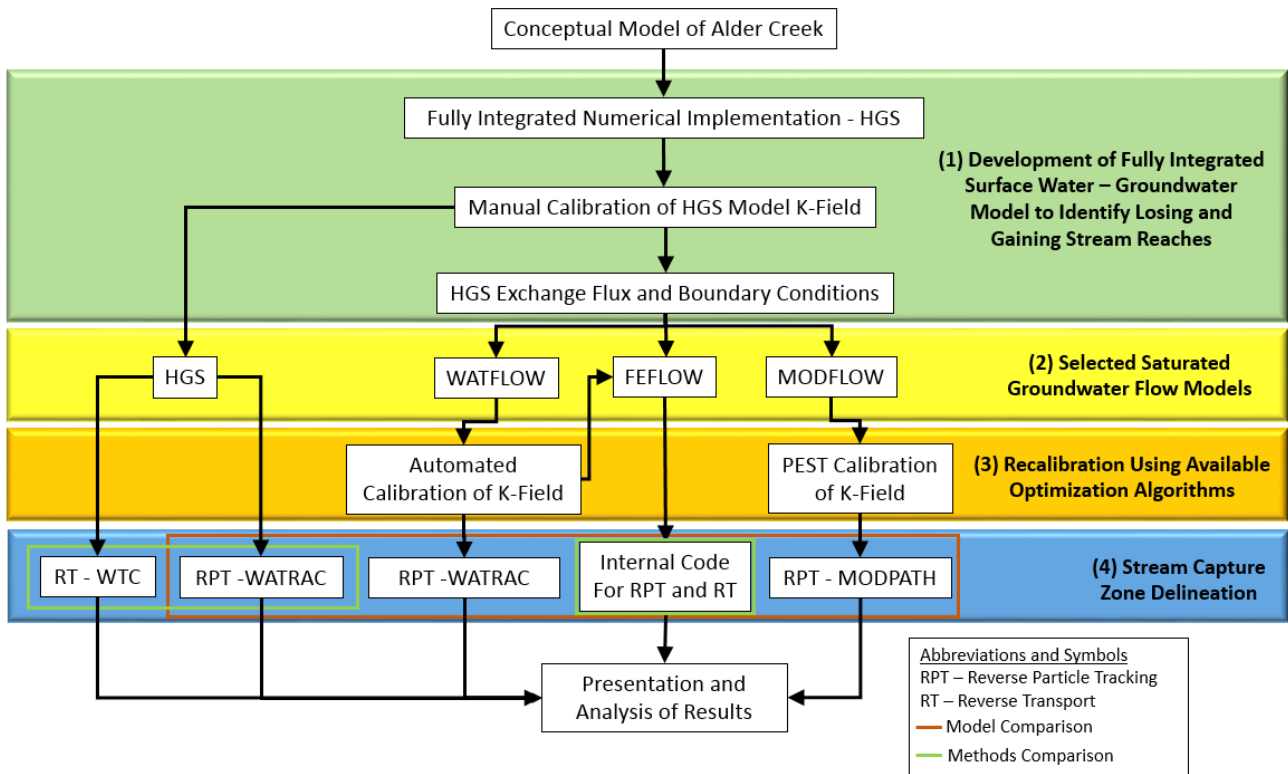 Conceptual Model of Alder Creek
Fully Integrated Numerical Implementation - HGS
(1) Development of Fully Integrated
Surface Water – Groundwater
Model to Identify Losing and
Gaining Stream Reaches
Manual Calibration of HGS Model K-Field
HGS Exchange Flux and Boundary Conditions
HGS
WATFLOW
FEFLOW
MODFLOW
(2) Selected Saturated
Groundwater Flow Models
Automated
Calibration of K-Field
PEST Calibration
of K-Field
(3) Recalibration Using Available
Optimization Algorithms
RT - WTC
RPT -WATRAC
RPT -WATRAC
Internal Code
For RPT and RT
RPT - MODPATH
(4) Stream Capture
Zone Delineation
Presentation and
Analysis of Results
Abbreviations and Symbols
RPT – Reverse Particle Tracking
RT – Reverse Transport
Model Comparison
Methods Comparison